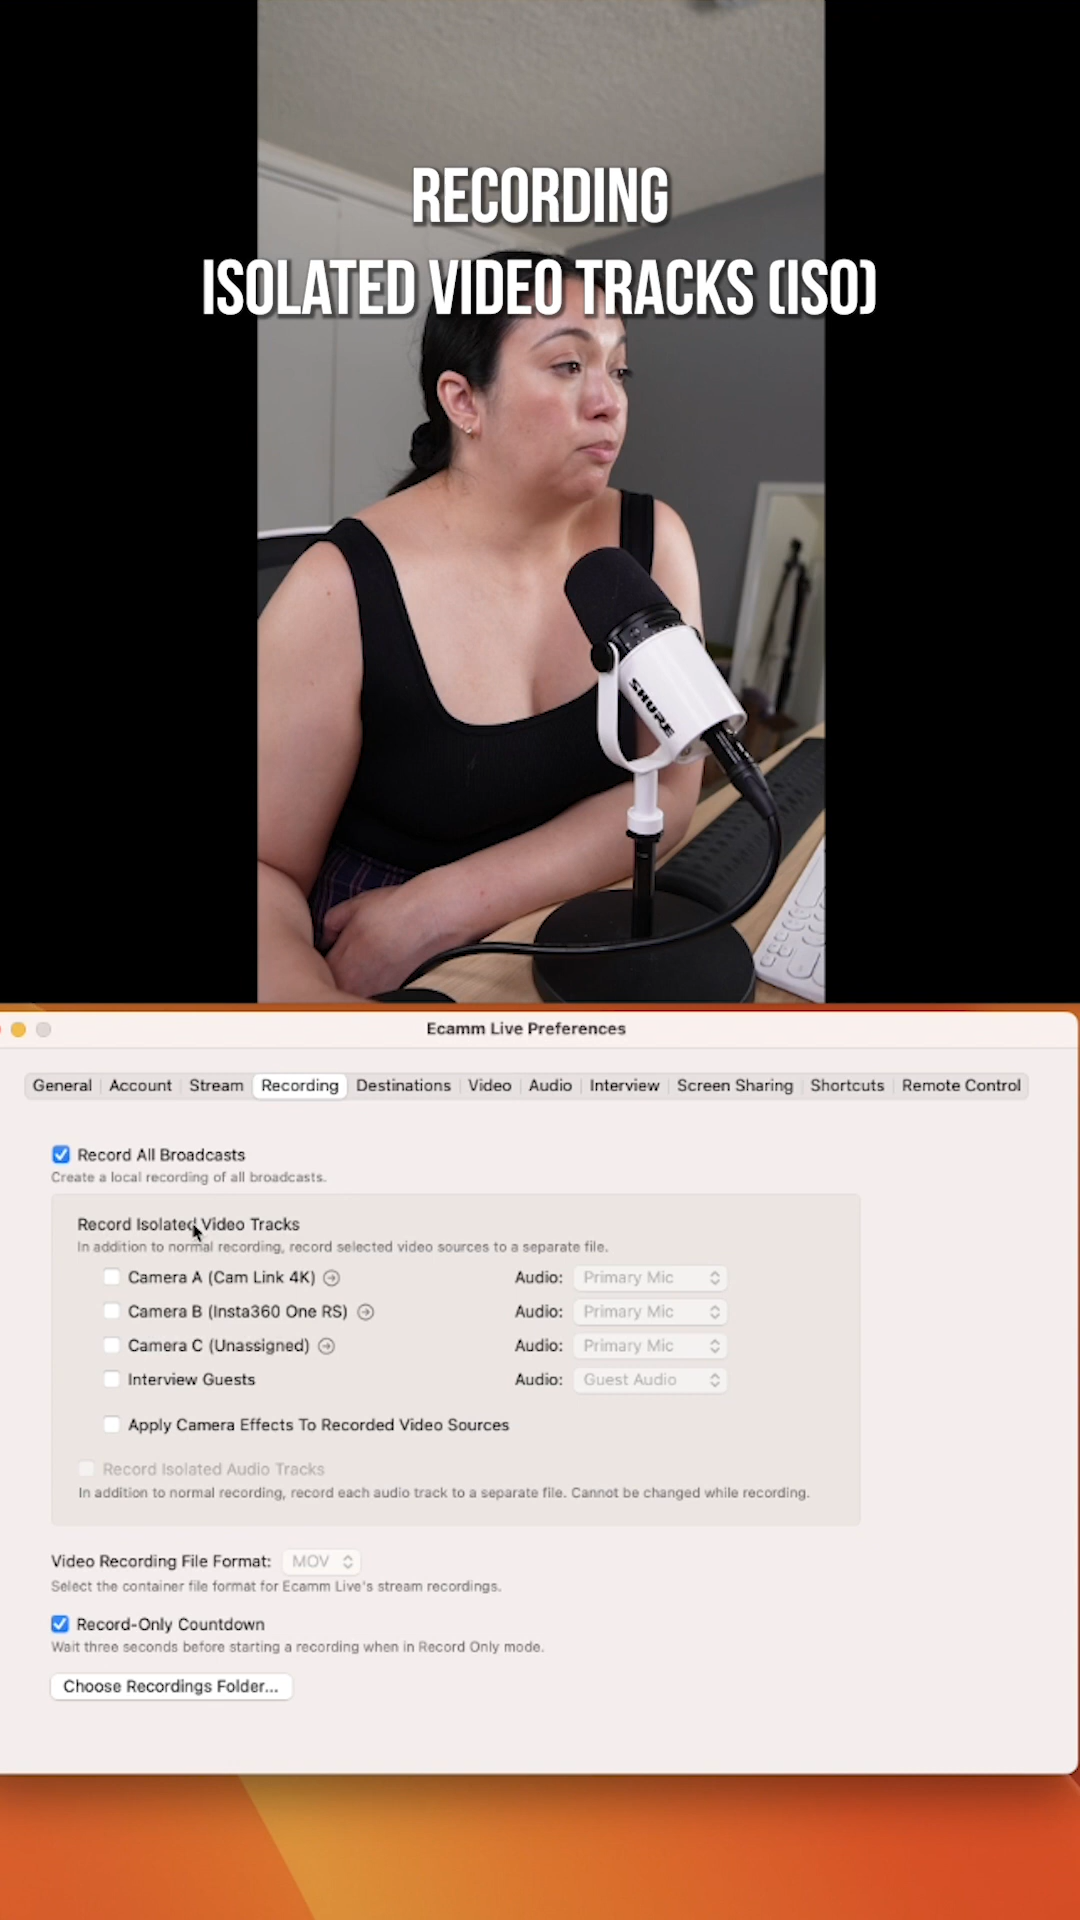 RECORDING
ISOLATED VIDEO TRACKS (ISO)
SHURE
Ecamm Live Preferences
General Account Stream Recording Destinations Video Audio Interview Screen Sharing Shortcuts Remote Control
Record All Broadcasts
Create a local recording of all broadcasts.
Record Isolated Video Tracks
In addition to normal recording, record selected video sources to a separate file.
Camera A (Cam Link 4K) Audio: Primary Mic
Camera B (Insta360 One RS) Audio: Primary Mic
Camera C (Unassigned) Audio: Primary Mic
Interview Guests Audio: Guest Audio
Apply Camera Effects To Recorded Video Sources
Record Isolated Audio Tracks
In addition to normal recording, record each audio track to a separate file. Cannot be changed while recording.
Video Recording File Format: MOV
Select the container file format for Ecamm Live's stream recordings.
Record-Only Countdown
Wait three seconds before starting a recording when in Record Only mode.
Choose Recordings Folder...